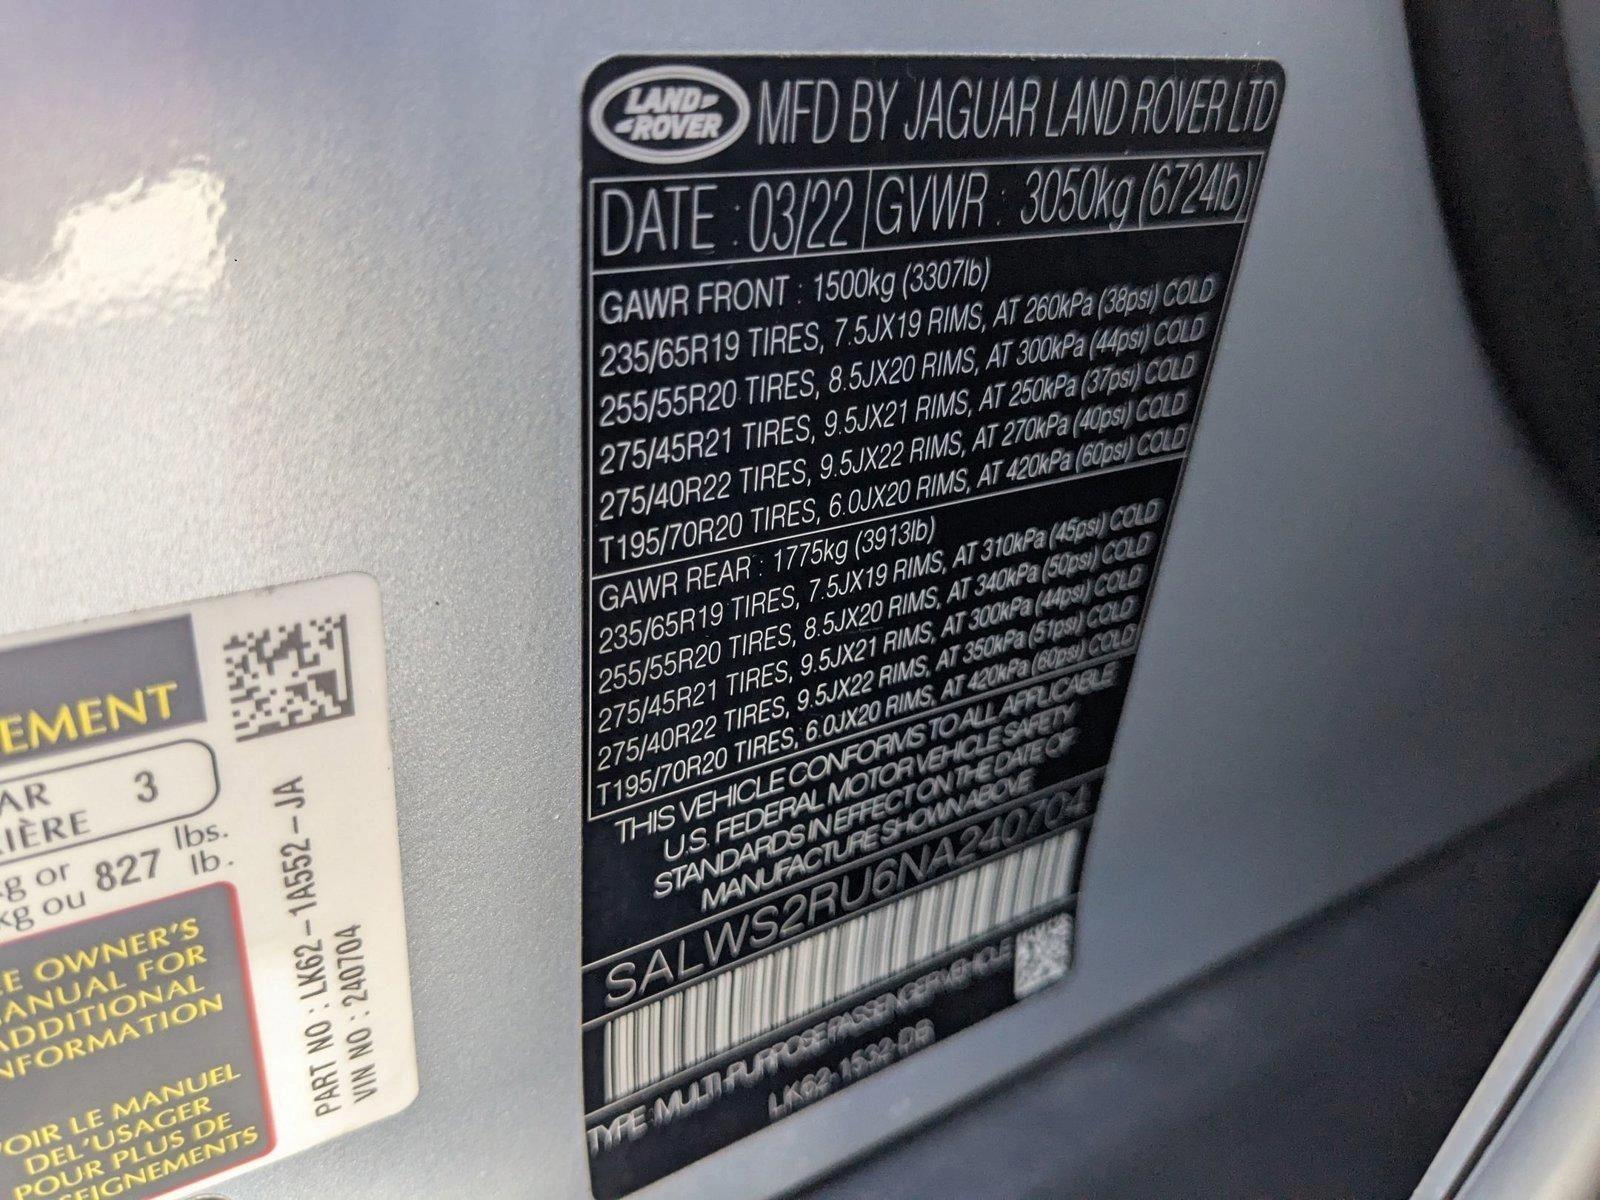 LAND-
-ROVER
MFD BY JAGUAR LAND ROVER LTD
DATE : 03/22 GVWR : 3050kg (6724lb)
GAWR FRONT : 1500kg (3307lb)
235/65R19 TIRES, 7.5JX19 RIMS, AT 260kPa (38psi) COLD
255/55R20 TIRES, 8.5JX20 RIMS, AT 300kPa (44psi) COLD
275/45R21 TIRES, 9.5JX21 RIMS, AT 250kPa (37psi) COLD
275/40R22 TIRES, 9.5JX22 RIMS, AT 270kPa (40psi) COLD
T195/70R20 TIRES, 6.0JX20 RIMS, AT 420kPa (60psi) COLD
GAWR REAR : 1775kg (3913lb)
235/65R19 TIRES, 7.5JX19 RIMS, AT 310kPa (45psi) COLD
255/55R20 TIRES, 8.5JX20 RIMS, AT 340kPa (50psi) COLD
275/45R21 TIRES, 9.5JX21 RIMS, AT 300kPa (44psi) COLD
275/40R22 TIRES, 9.5JX22 RIMS, AT 350kPa (51psi) COLD
T195/70R20 TIRES, 6.0JX20 RIMS, AT 420kPa (60psi) COLD
THIS VEHICLE CONFORMS TO ALL APPLICABLE
U.S. FEDERAL MOTOR VEHICLE SAFETY
STANDARDS IN EFFECT ON THE DATE OF
MANUFACTURE SHOWN ABOVE
SALWS2RU6NA240704
TYPE: MULTI-PURPOSE PASSENGER VEHICLE
LK62-1532-DB
EMENT
AR 3
IÈRE
kg or 827 lbs.
kg ou lb.
E OWNER'S
ANUAL FOR
ADDITIONAL
NFORMATION
OIR LE MANUEL
DE L'USAGER
POUR PLUS DE
SEIGNEMENTS
PART NO : LK62-1A552-JA
VIN NO : 240704